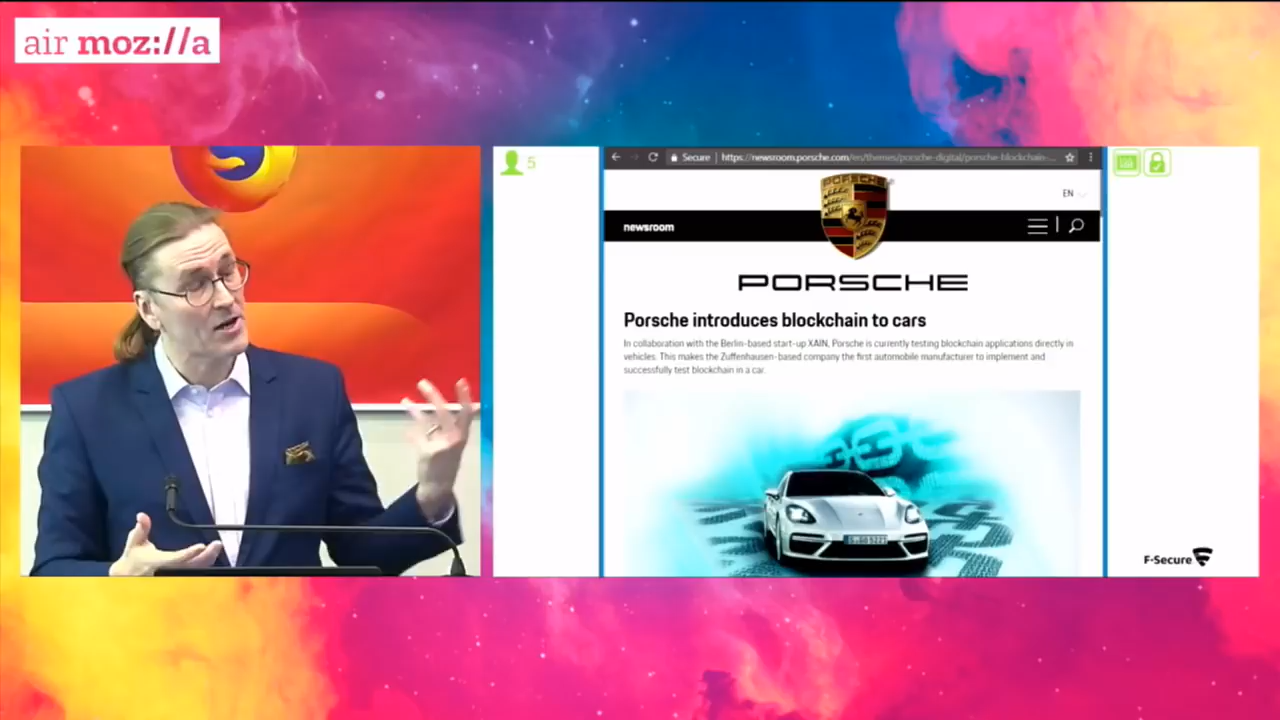 air moz://a
5
Secure
https://newsroom.porsche.com/en/themes/porsche-digital/porsche-blockchain-...
PORSCHE
EN
newsroom
PORSCHE
Porsche introduces blockchain to cars
In collaboration with the Berlin-based start-up XAIN, Porsche is currently testing blockchain applications directly in
vehicles. This makes the Zuffenhausen-based company the first automobile manufacturer to implement and
successfully test blockchain in a car.
F-Secure